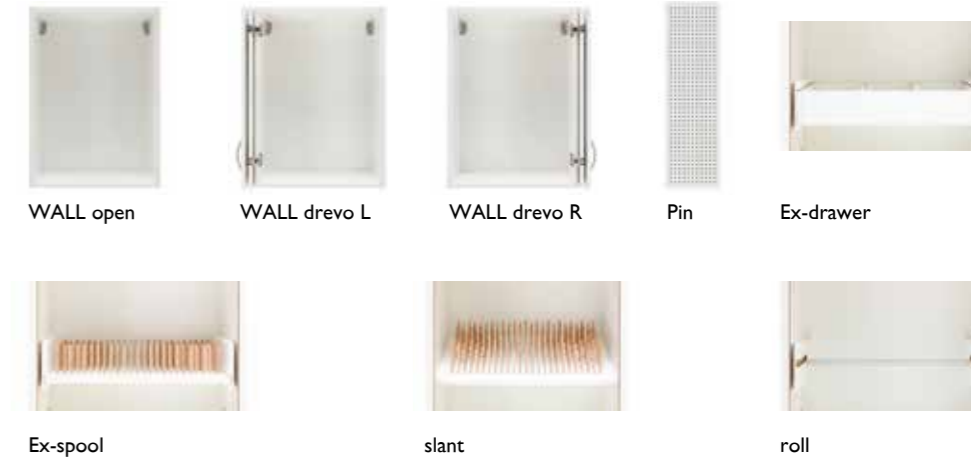 WALL open
WALL drevo L
WALL drevo R
Pin
Ex-drawer
Ex-spool
slant
roll